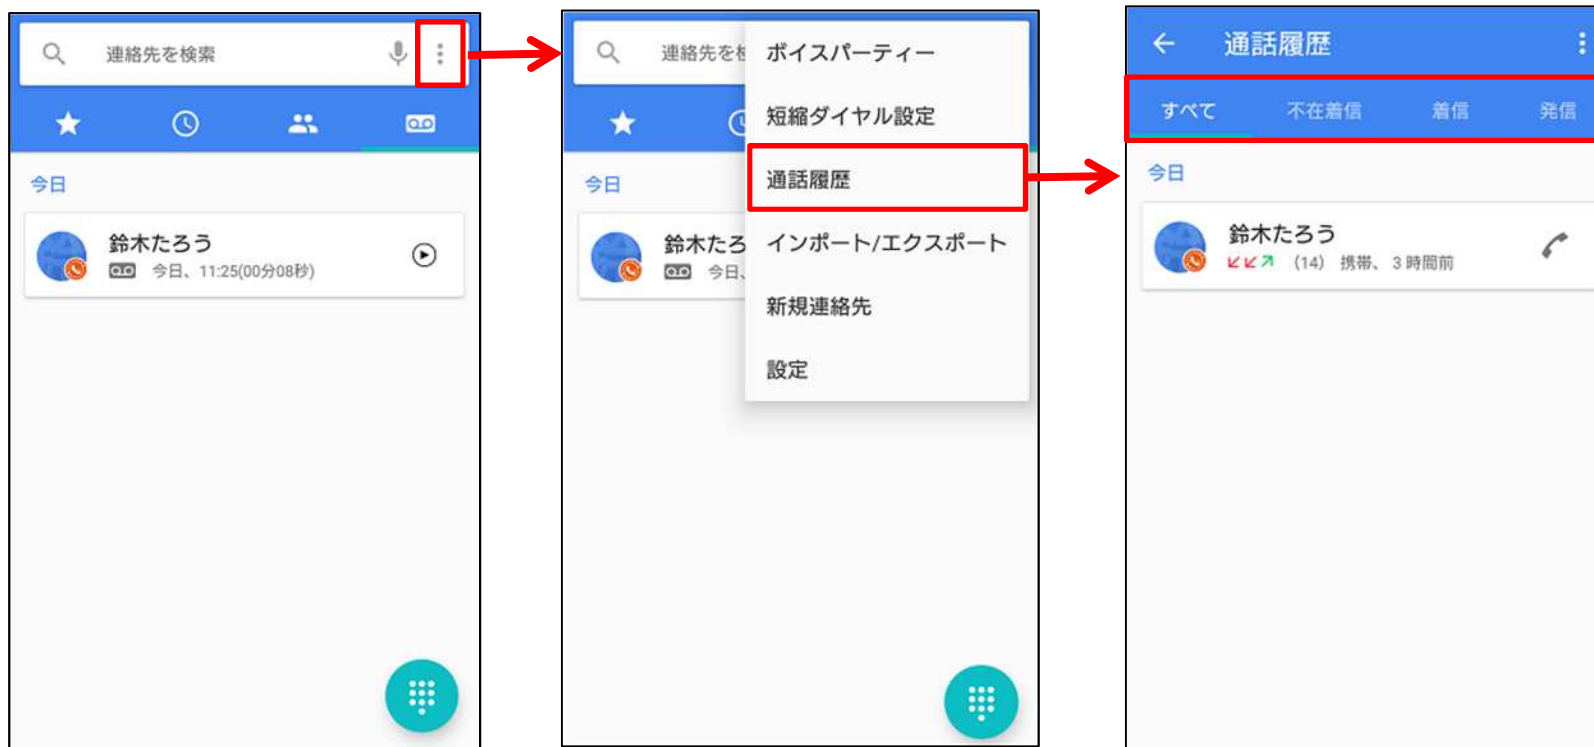 連絡先を検索
今日
鈴木たろう
今日、11:25(00分08秒)
連絡先を
ボイスパーティー
短縮ダイヤル設定
通話履歴
インポート/エクスポート
新規連絡先
設定
今日
鈴木たろ
今日、
通話履歴
すべて 不在着信 着信 発信
今日
鈴木たろう
(14) 携帯、 3 時間前